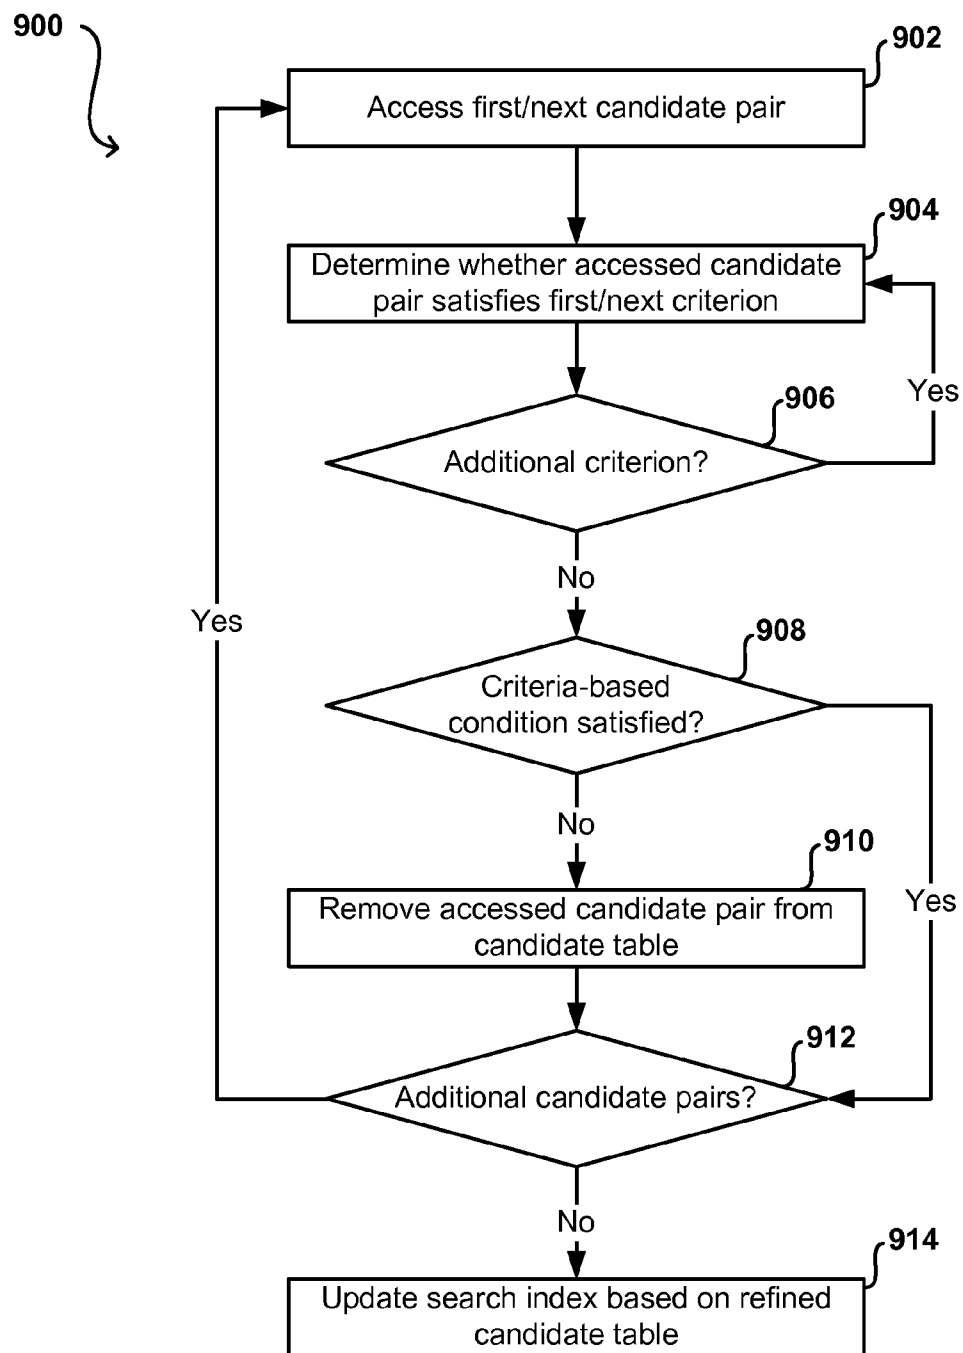 900
902
Access first/next candidate pair
904
Determine whether accessed candidate
pair satisfies first/next criterion
Yes
906
Additional criterion?
No
Yes
908
Criteria-based
condition satisfied?
No
910
Yes
Remove accessed candidate pair from
candidate table
912
Additional candidate pairs?
No
914
Update search index based on refined
candidate table